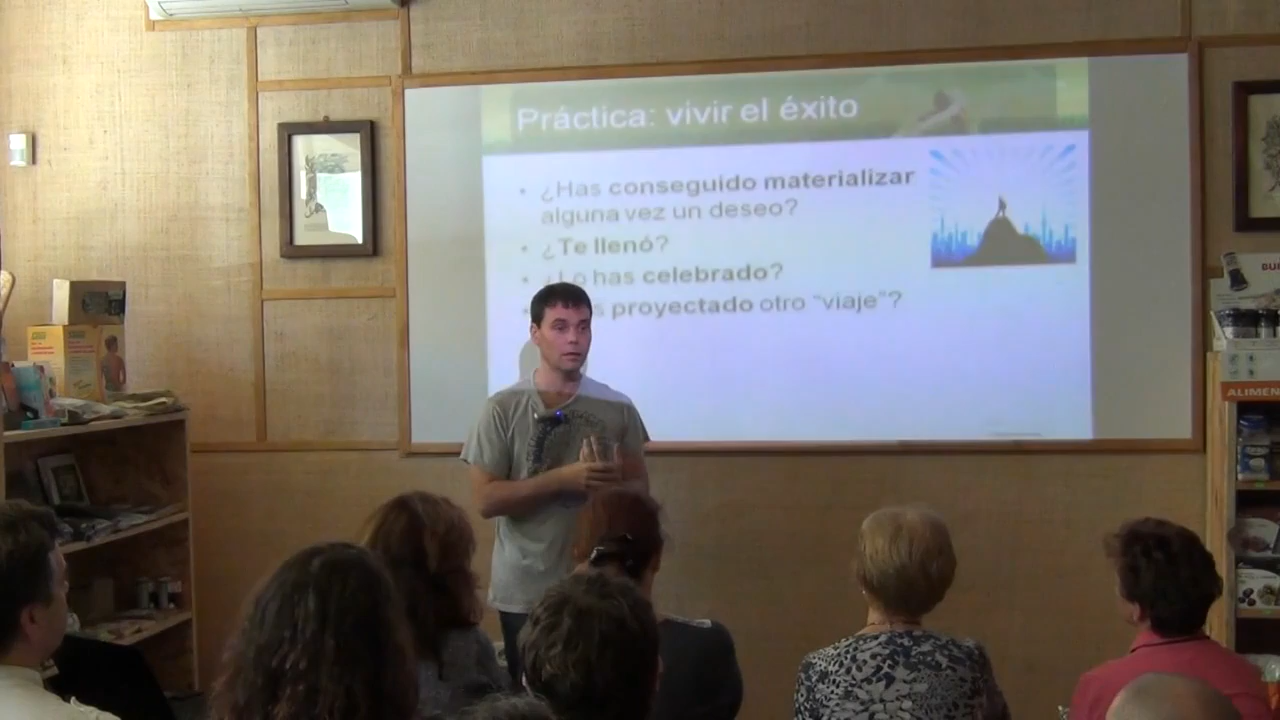 Práctica: vivir el éxito
• ¿Has conseguido materializar
alguna vez un deseo?
• ¿Te llenó?
• ¿Lo has celebrado?
• s proyectado otro “viaje”?
ALIMEN